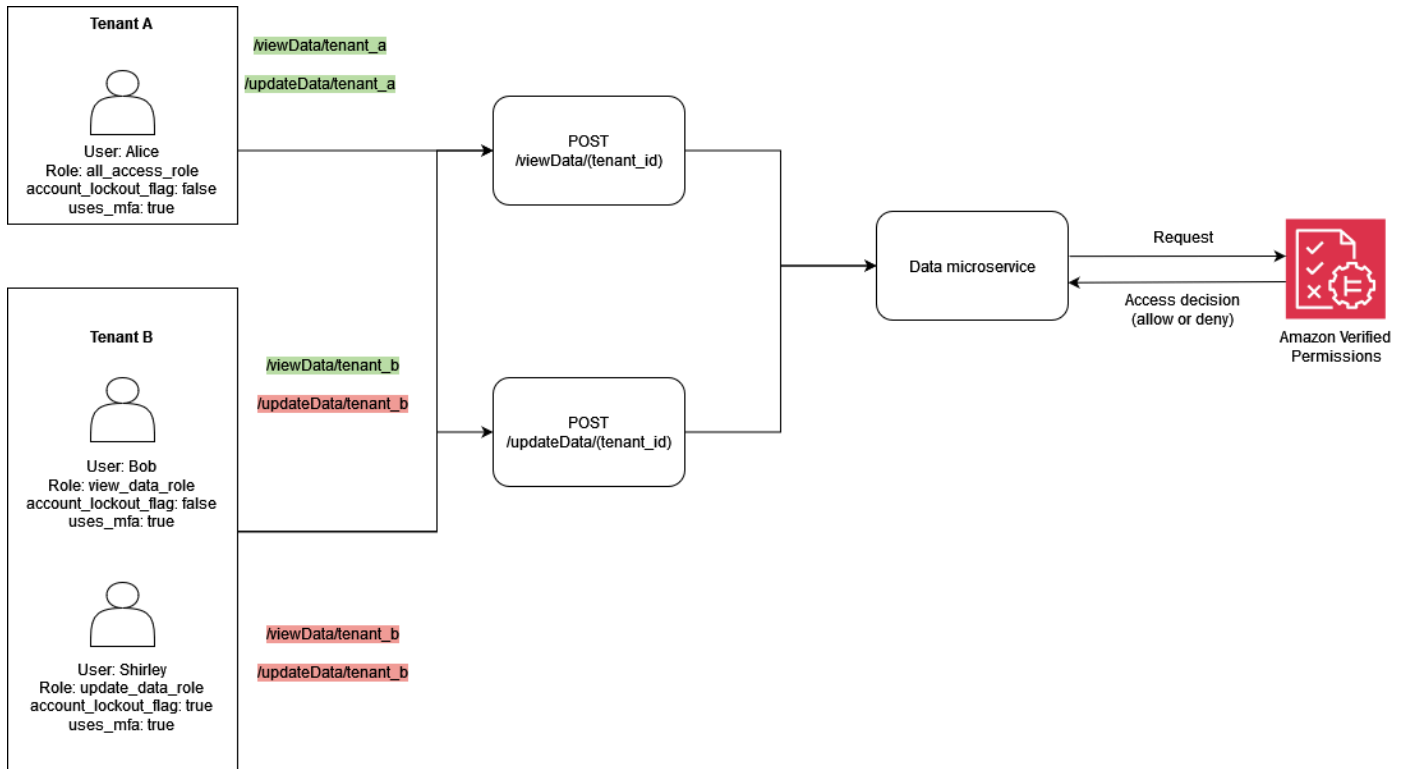 Tenant A
User: Alice
Role: all_access_role
account_lockout_flag: false
uses_mfa: true
/viewData/tenant_a
/updateData/tenant_a
POST
/viewData/(tenant_id)
Data microservice
Request
Access decision
(allow or deny)
Amazon Verified
Permissions
Tenant B
User: Bob
Role: view_data_role
account_lockout_flag: false
uses_mfa: true
/viewData/tenant_b
/updateData/tenant_b
POST
/updateData/(tenant_id)
User: Shirley
Role: update_data_role
account_lockout_flag: true
uses_mfa: true
/viewData/tenant_b
/updateData/tenant_b